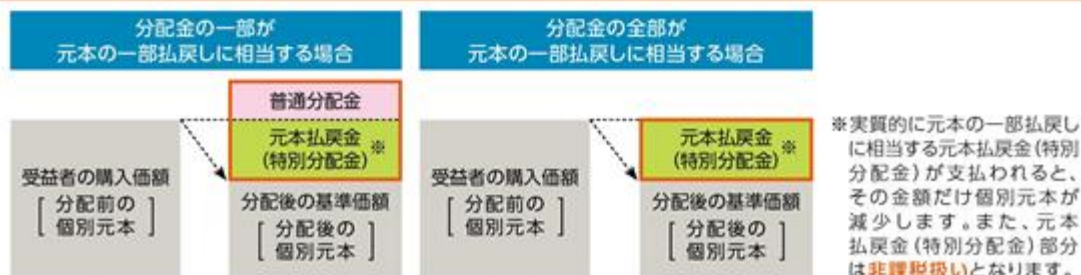 分配金の一部が
元本の一部払戻しに相当する場合
普通分配金
元本払戻金
(特別分配金)
※
受益者の購入価額
[ 分配前の
個別元本 ]
分配後の基準価額
[ 分配後の
個別元本 ]
分配金の全部が
元本の一部払戻しに相当する場合
元本払戻金
(特別分配金)
※
受益者の購入価額
[ 分配前の
個別元本 ]
分配後の基準価額
[ 分配後の
個別元本 ]
※実質的に元本の一部払戻し
に相当する元本払戻金(特別
分配金)が支払われると、
その金額だけ個別元本が
減少します。また、元本
払戻金(特別分配金)部分
は非課税扱いとなります。